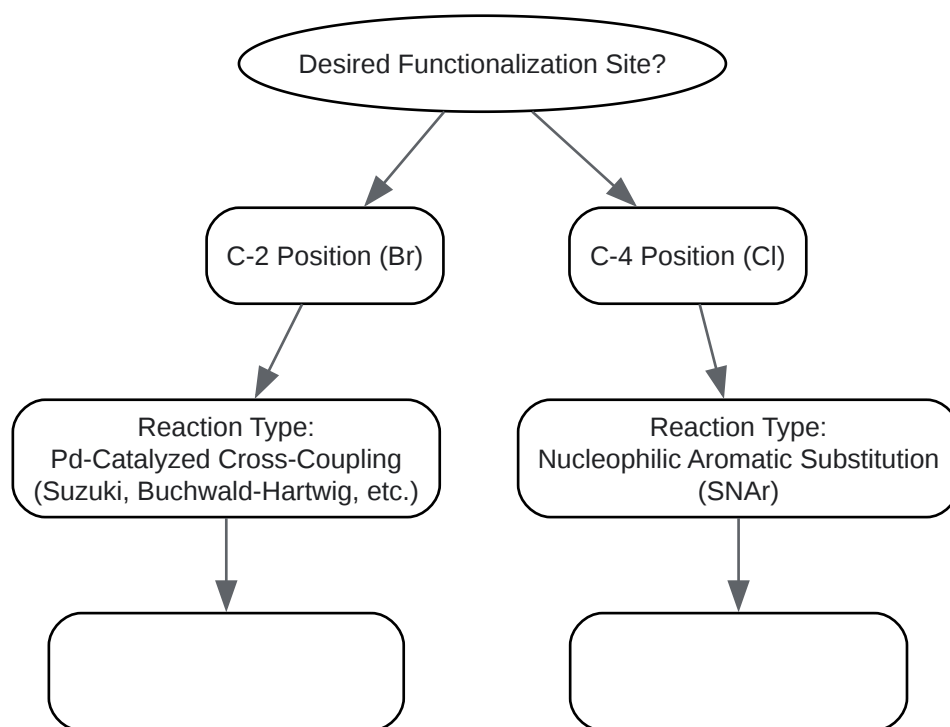 Desired Functionalization Site?
C-2 Position (Br)
C-4 Position (Cl)
Reaction Type:
Pd-Catalyzed Cross-Coupling
(Suzuki, Buchwald-Hartwig, etc.)
Reaction Type:
Nucleophilic Aromatic Substitution
(SNAr)